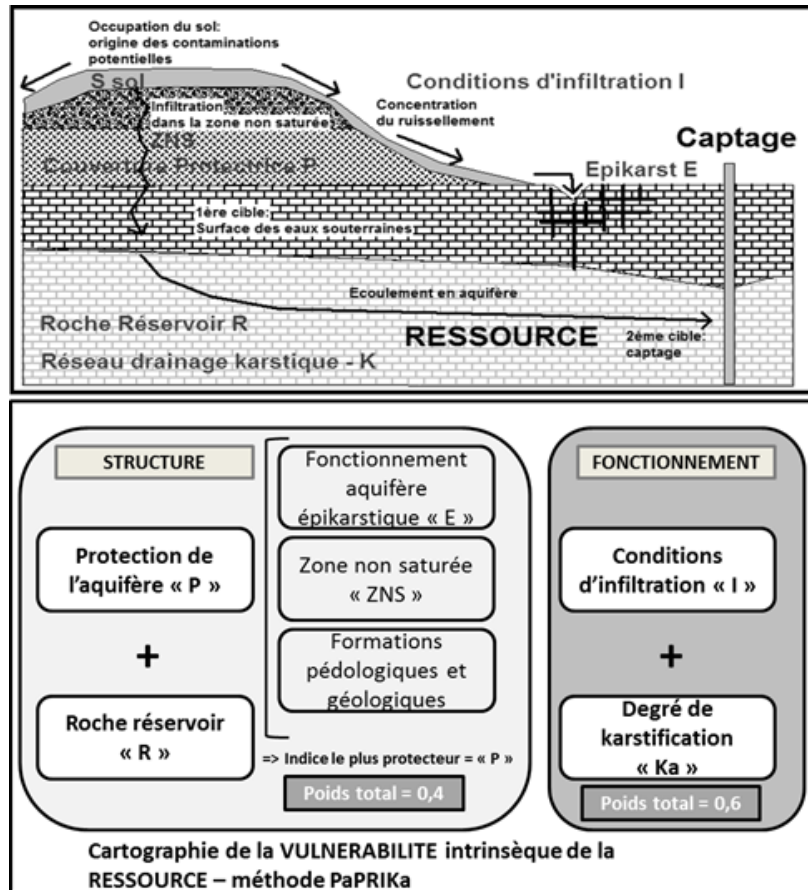 Occupation du sol:
origine des contaminations
potentielles
S sol
Conditions d'infiltration I
Infiltration
dans la zone non saturée
ZNS
Concentration
du ruissellement
Captage
Couverture Protectrice P
Epikarst E
1ère cible:
Surface des eaux souterraines
Ecoulement en aquifère
Roche Réservoir R
RESSOURCE
2éme cible:
captage
Réseau drainage karstique - K
STRUCTURE
Protection de
l'aquifère « P »
+
Roche réservoir
« R »
Fonctionnement
aquifère
épikarstique « E »
Zone non saturée
« ZNS »
Formations
pédologiques et
géologiques
=> Indice le plus protecteur = « P »
Poids total = 0,4
FONCTIONNEMENT
Conditions
d'infiltration « I »
+
Degré de
karstification
« Ka »
Poids total = 0,6
Cartographie de la VULNERABILITE intrinsèque de la
RESSOURCE – méthode PaPRIKa